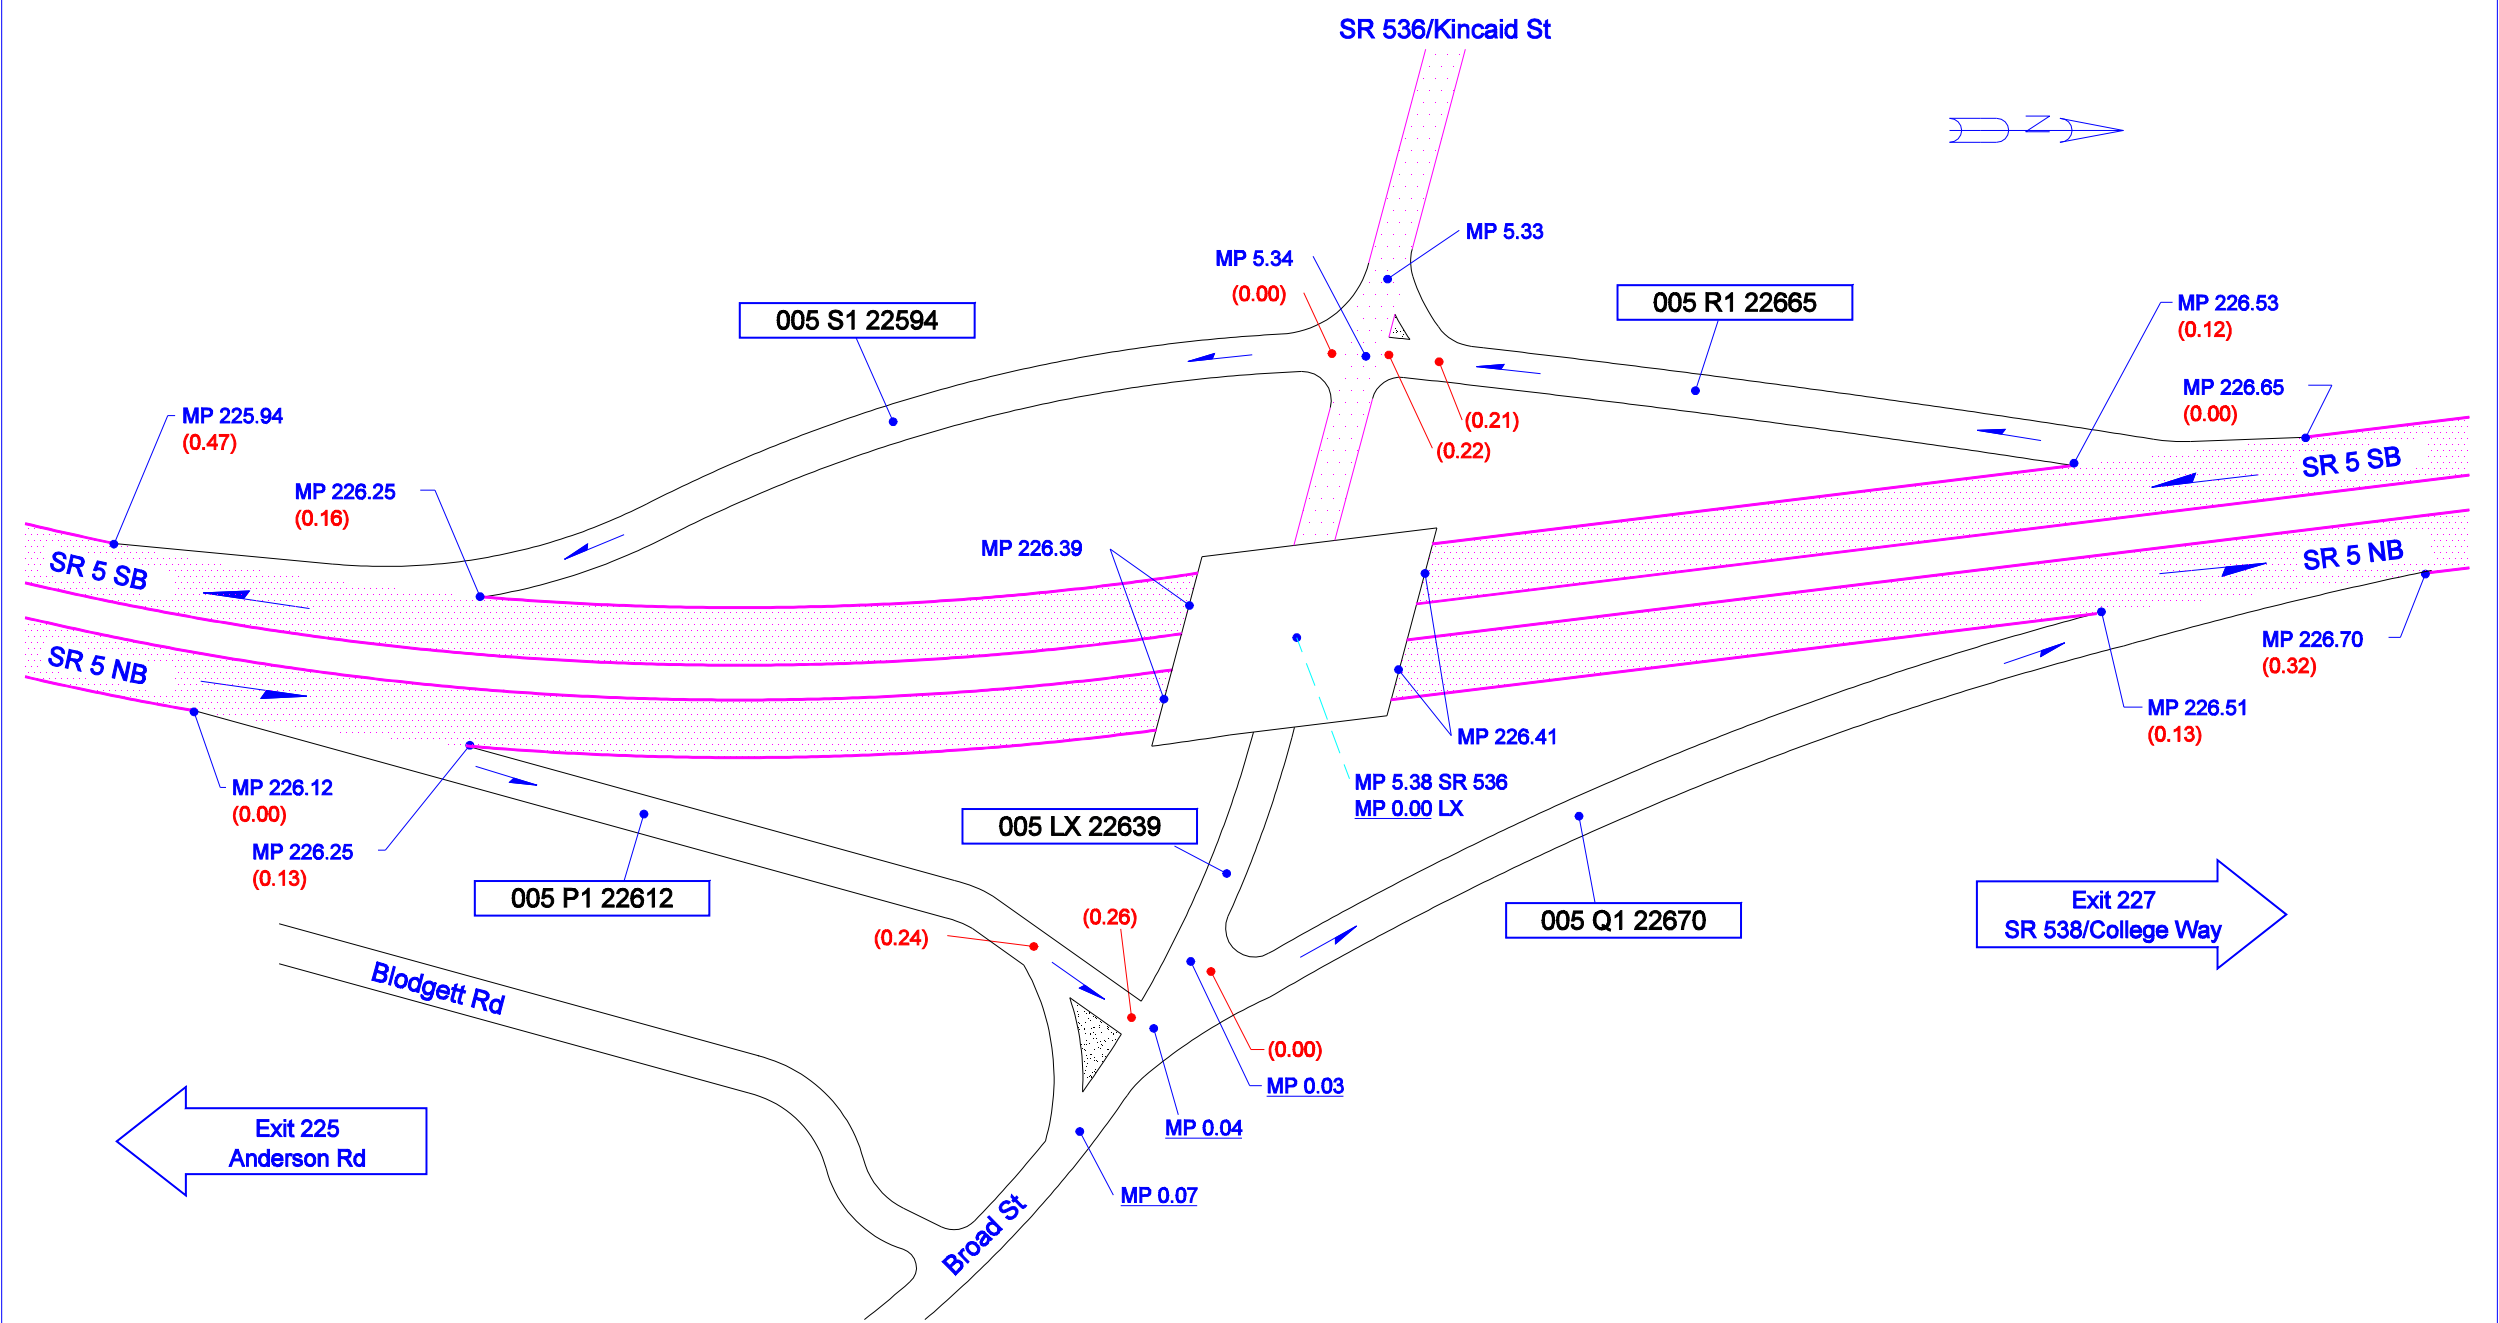 SR 536/Kincaid St
N
MP 5.33
MP 5.34
(0.00)
005 S1 22594
005 R1 22665
MP 226.53
(0.12)
MP 226.65
(0.00)
MP 225.94
(0.47)
(0.21)
(0.22)
SR 5 SB
MP 226.25
(0.16)
MP 226.39
SR 5 SB
SR 5 NB
SR 5 NB
MP 226.70
(0.32)
MP 226.51
(0.13)
MP 226.41
MP 226.12
(0.00)
MP 5.38 SR 536
MP 0.00 LX
005 LX 22639
MP 226.25
(0.13)
005 P1 22612
(0.26)
(0.24)
005 Q1 22670
Exit 227
SR 538/College Way
Blodgett Rd
(0.00)
MP 0.03
MP 0.04
Exit 225
Anderson Rd
MP 0.07
Broad St